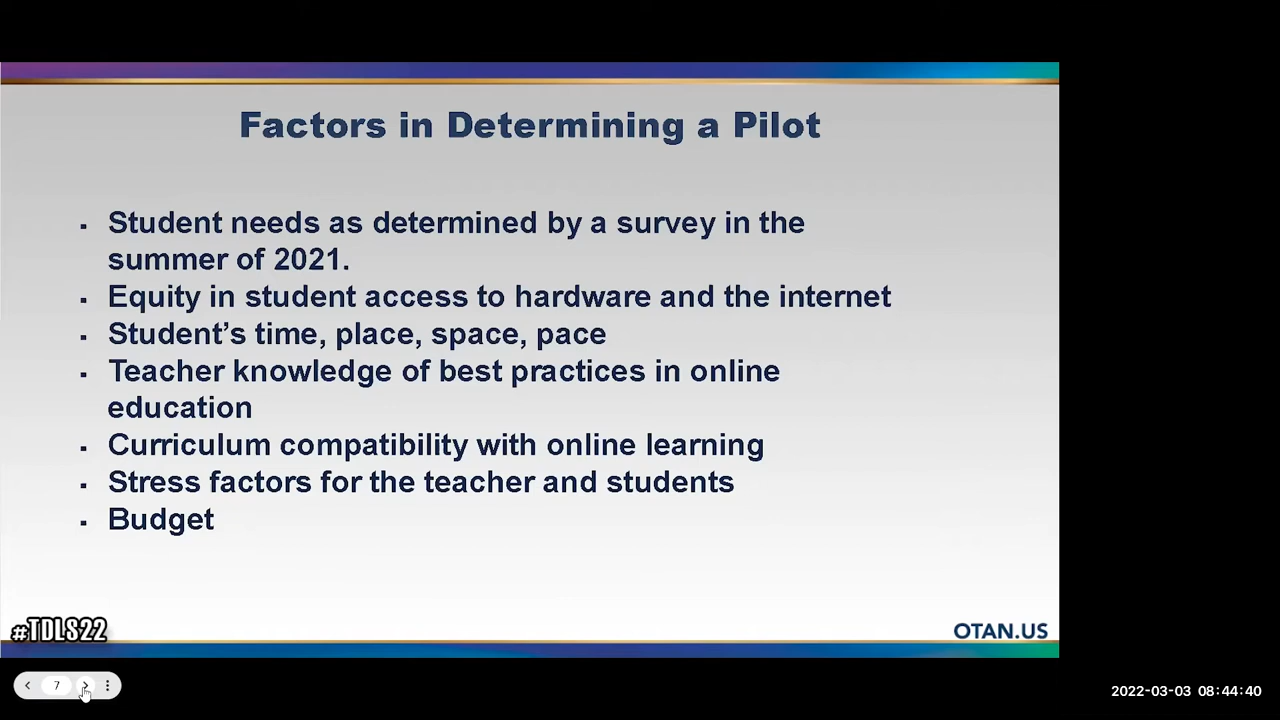 Factors in Determining a Pilot
▪ Student needs as determined by a survey in the
summer of 2021.
▪ Equity in student access to hardware and the internet
▪ Student’s time, place, space, pace
▪ Teacher knowledge of best practices in online
education
▪ Curriculum compatibility with online learning
▪ Stress factors for the teacher and students
▪ Budget
#TDLS22
OTAN.US
7
2022-03-03 08:44:40